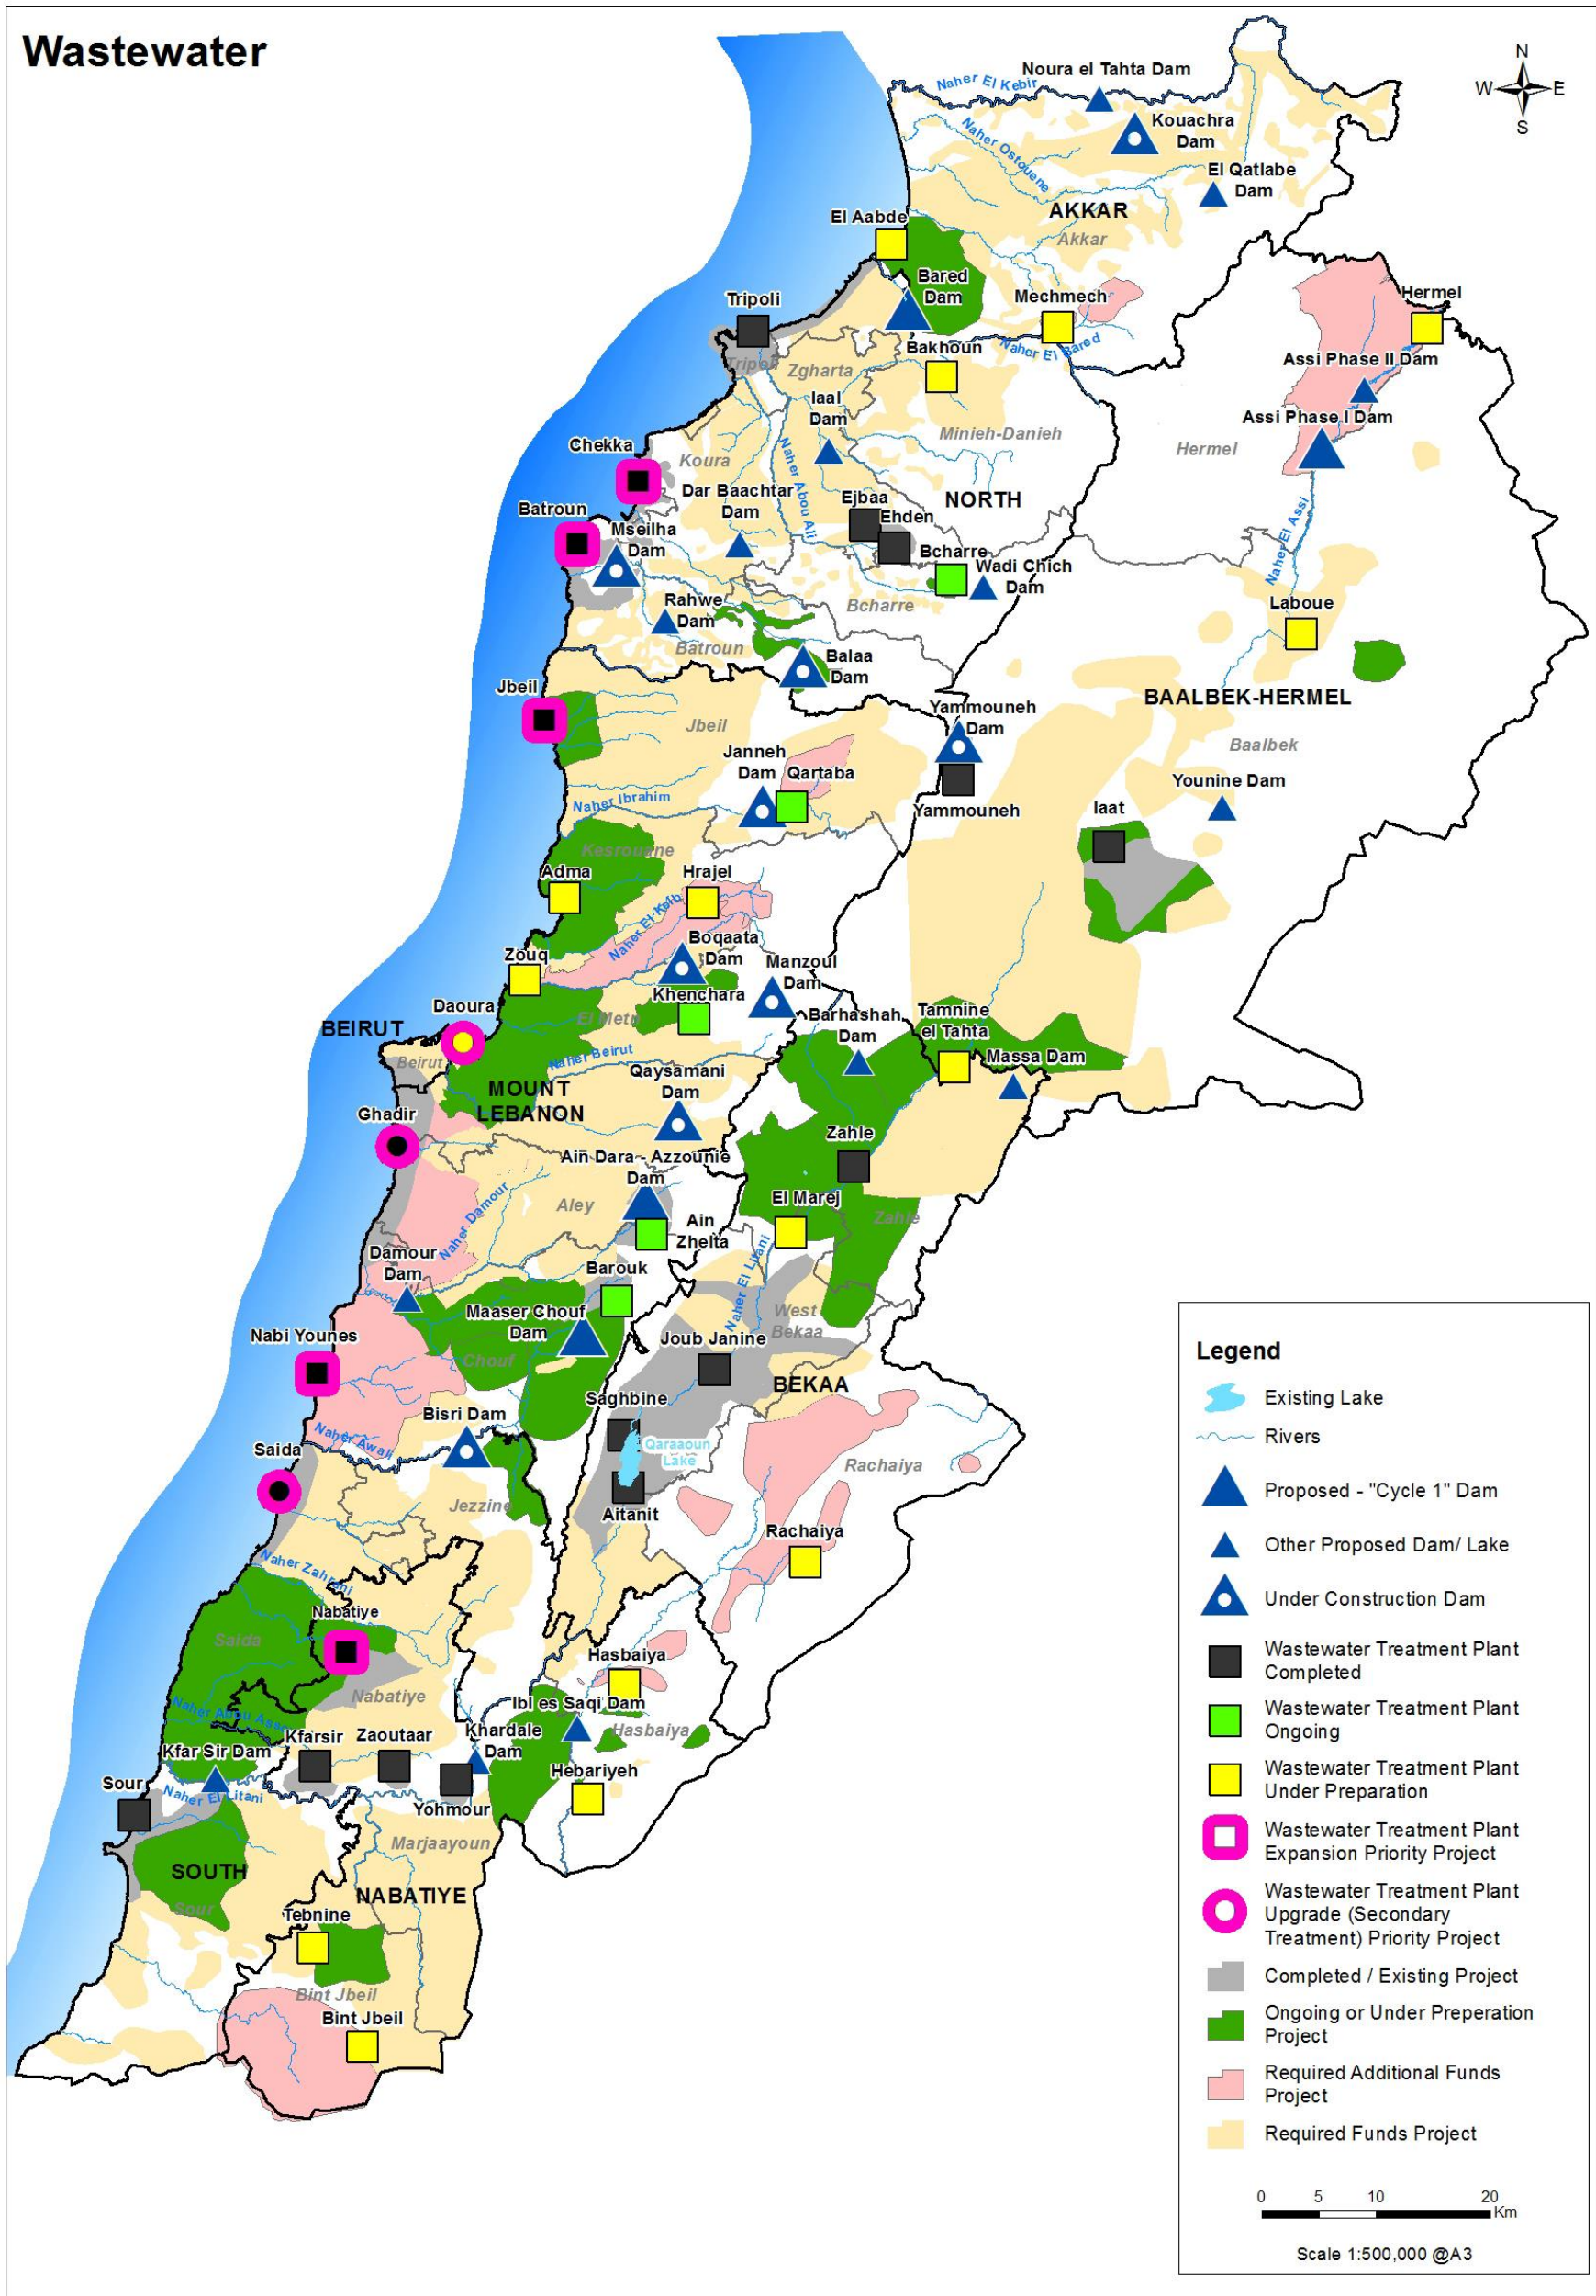 Wastewater
N
W
E
S
Noura el Tahta Dam
Naher El Kebir
Kouachra
Dam
Naher Ostouene
El Qatlabe
Dam
AKKAR
Akkar
El Aabde
Bared
Dam
Mechmech
Hermel
Tripoli
Tripoli
Naher El Bared
Bakhoun
Zgharta
Assi Phase II Dam
Iaal
Dam
Assi Phase I Dam
Minieh-Danieh
Hermel
Chekka
Koura
Naher Abou Ali
Dar Baachtar
Dam
Ejbaa
NORTH
Ehden
Batroun
Mseilha
Dam
Naher El Assi
Bcharre
Wadi Chich
Dam
Bcharre
Rahwe
Dam
Laboue
Batroun
Balaa
Dam
Jbeil
BAALBEK-HERMEL
Yammouneh
Dam
Jbeil
Baalbek
Janneh
Dam
Qartaba
Younine Dam
Naher Ibrahim
Yammouneh
Iaat
Kesrouane
Adma
Hrajel
Naher El Kelb
Boqaata
Dam
Zouq
Manzoul
Dam
Khenchara
Daoura
El Metn
Barhashah
Dam
Tamnine
el Tahta
BEIRUT
Beirut
Naher Beirut
Massa Dam
Qaysamani
Dam
MOUNT
LEBANON
Ghadir
Zahle
Ain Dara - Azzounie
Dam
Aley
El Marej
Zahle
Naher Damour
Ain
Zhelta
Damour
Dam
Barouk
Naher El Litani
Maaser Chouf
Dam
West
Bekaa
Nabi Younes
Joub Janine
Chouf
BEKAA
Saghbine
Bisri Dam
Naher Awali
Qaraaoun
Lake
Saida
Rachaiya
Jezzine
Aitanit
Rachaiya
Naher Zahrani
Nabatiye
Saida
Hasbaiya
Nabatiye
Ibl es Saqi Dam
Naher Abou Assn
Hasbaiya
Kfarsir
Zaoutaar
Khardale
Dam
Kfar Sir Dam
Hebariyeh
Sour
Naher El Litani
Yohmour
Marjaayoun
SOUTH
NABATIYE
Sour
Tebnine
Bint Jbeil
Bint Jbeil
Legend
Existing Lake
Rivers
Proposed - "Cycle 1" Dam
Other Proposed Dam/ Lake
Under Construction Dam
Wastewater Treatment Plant
Completed
Wastewater Treatment Plant
Ongoing
Wastewater Treatment Plant
Under Preparation
Wastewater Treatment Plant
Expansion Priority Project
Wastewater Treatment Plant
Upgrade (Secondary
Treatment) Priority Project
Completed / Existing Project
Ongoing or Under Preperation
Project
Required Additional Funds
Project
Required Funds Project
0 5 10 20
Km
Scale 1:500,000 @A3